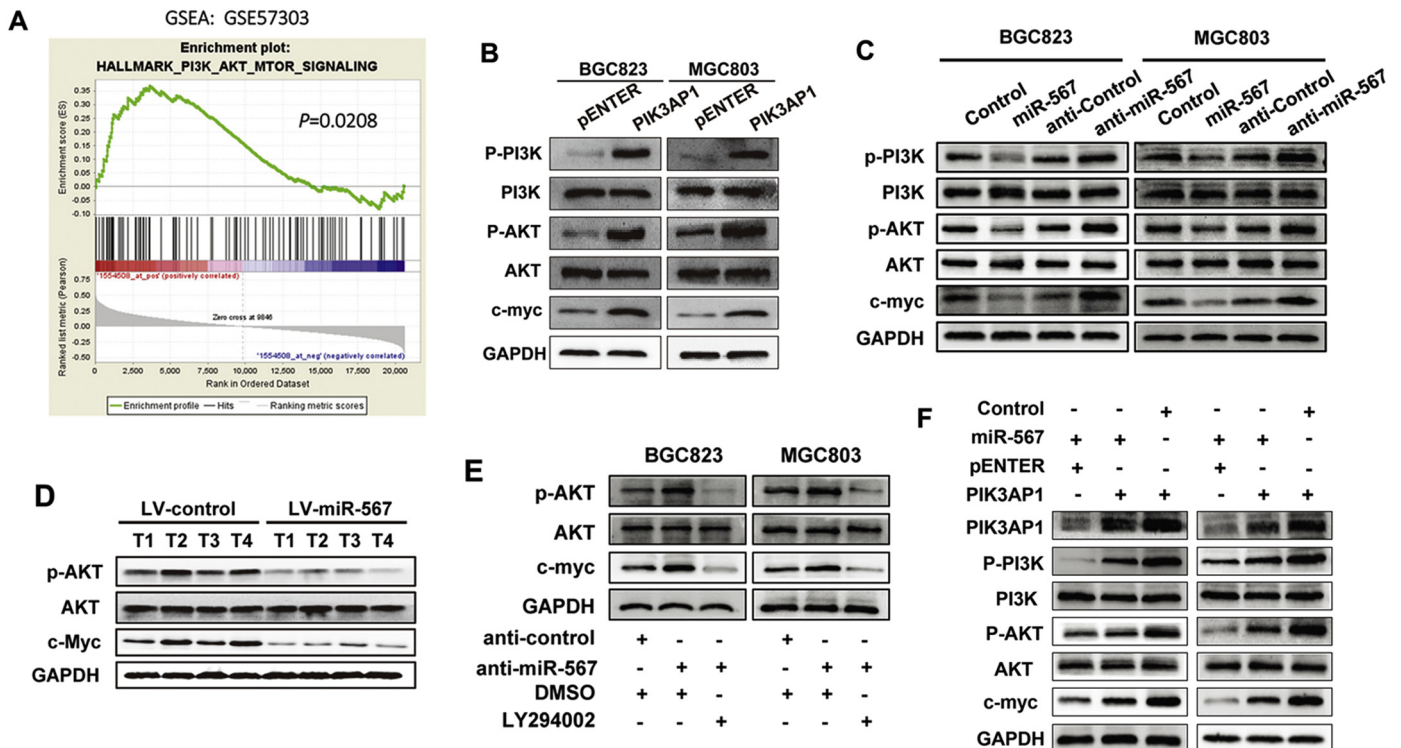 A
GSEA: GSE57303
Enrichment plot:
HALLMARK_PI3K_AKT_MTOR_SIGNALING
P=0.0208
Enrichment score (ES)
0.35
0.30
0.25
0.20
0.15
0.10
0.05
0.00
-0.05
-0.10
'1554508_at_pos' (positively correlated)
Ranked list metric (Pearson)
0.75
0.50
0.25
0.00
-0.25
-0.50
Zero cross at 9846
'1554508_at_neg' (negatively correlated)
0 2,500 5,000 7,500 10,000 12,500 15,000 17,500 20,000
Rank in Ordered Dataset
Enrichment profile Hits Ranking metric scores
B
BGC823 MGC803
pENTER PIK3AP1 pENTER PIK3AP1
P-PI3K
PI3K
P-AKT
AKT
c-myc
GAPDH
C
BGC823 MGC803
Control miR-567 anti-Control anti-miR-567 Control miR-567 anti-Control anti-miR-567
p-PI3K
PI3K
p-AKT
AKT
c-myc
GAPDH
D
LV-control LV-miR-567
T1 T2 T3 T4 T1 T2 T3 T4
p-AKT
AKT
c-Myc
GAPDH
E
BGC823 MGC803
p-AKT
AKT
c-myc
GAPDH
anti-control + - - + - -
anti-miR-567 - + + - + +
DMSO + + - + + -
LY294002 - - + - - +
F
Control - - + - - +
miR-567 + + - + + -
pENTER + - - + - -
PIK3AP1 - + + - + +
PIK3AP1
P-PI3K
PI3K
P-AKT
AKT
c-myc
GAPDH